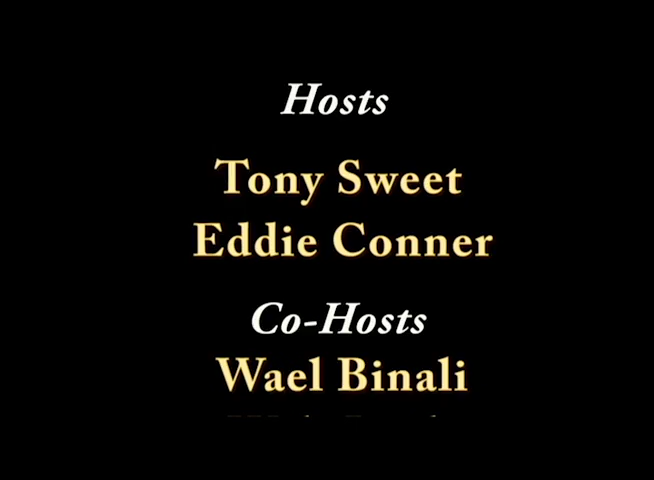 Hosts
Tony Sweet
Eddie Conner
Co-Hosts
Wael Binali